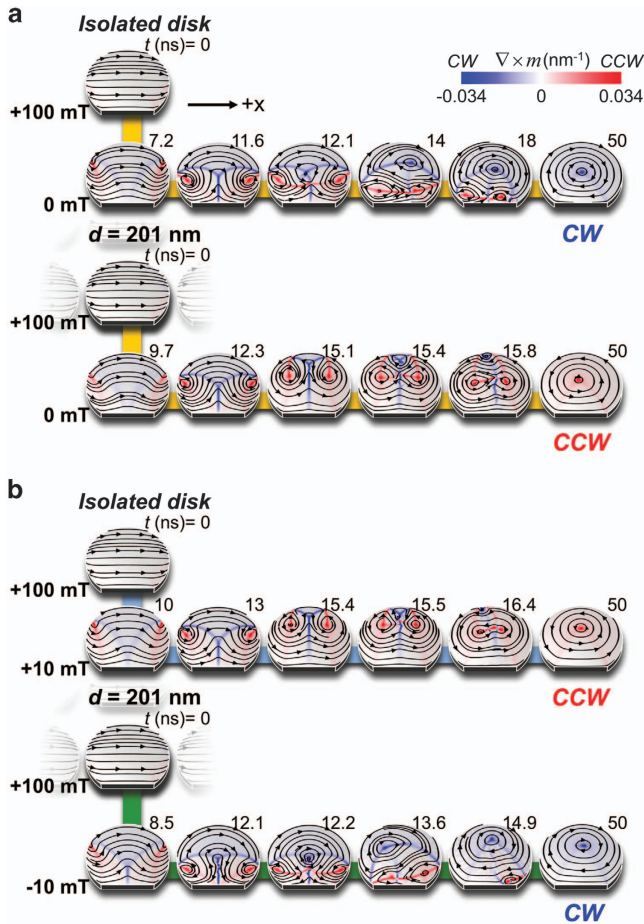 a
Isolated disk
t (ns)= 0
CW ∇ × m (nm⁻¹) CCW
-0.034 0 0.034
+100 mT
+x
7.2 11.6 12.1 14 18 50
0 mT
CW
d = 201 nm
t (ns)= 0
+100 mT
9.7 12.3 15.1 15.4 15.8 50
0 mT
CCW
b
Isolated disk
t (ns)= 0
+100 mT
10 13 15.4 15.5 16.4 50
+10 mT
CCW
d = 201 nm
t (ns)= 0
+100 mT
8.5 12.1 12.2 13.6 14.9 50
-10 mT
CW